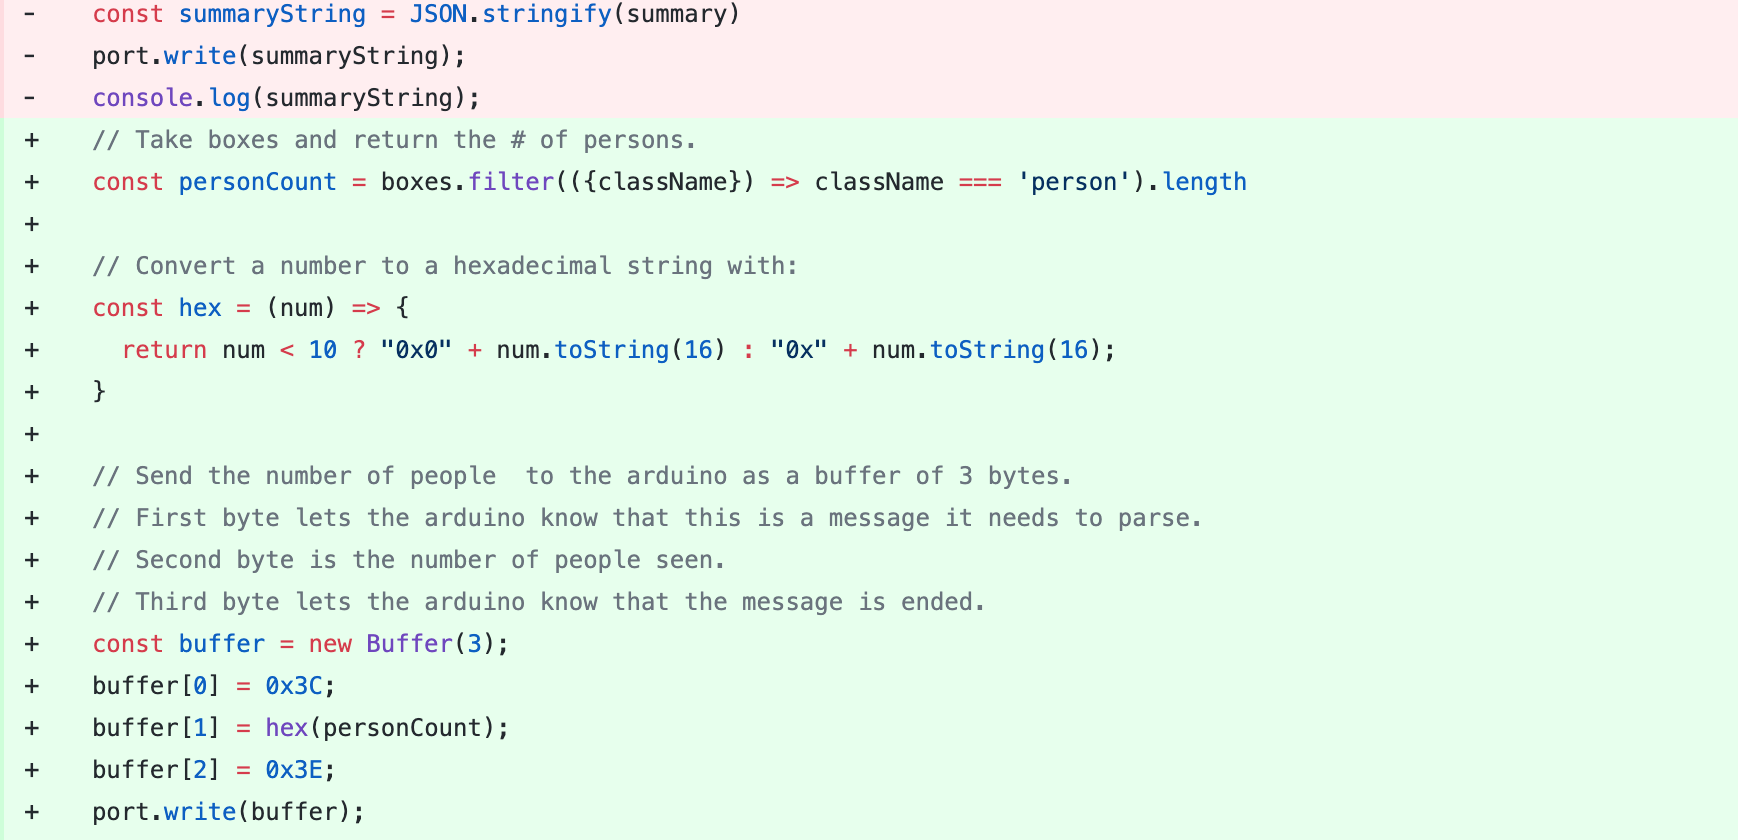 -    const summaryString = JSON.stringify(summary)
-    port.write(summaryString);
-    console.log(summaryString);
+    // Take boxes and return the # of persons.
+    const personCount = boxes.filter(({className}) => className === 'person').length
+
+    // Convert a number to a hexadecimal string with:
+    const hex = (num) => {
+      return num < 10 ? "0x0" + num.toString(16) : "0x" + num.toString(16);
+    }
+
+    // Send the number of people  to the arduino as a buffer of 3 bytes.
+    // First byte lets the arduino know that this is a message it needs to parse.
+    // Second byte is the number of people seen.
+    // Third byte lets the arduino know that the message is ended.
+    const buffer = new Buffer(3);
+    buffer[0] = 0x3C;
+    buffer[1] = hex(personCount);
+    buffer[2] = 0x3E;
+    port.write(buffer);